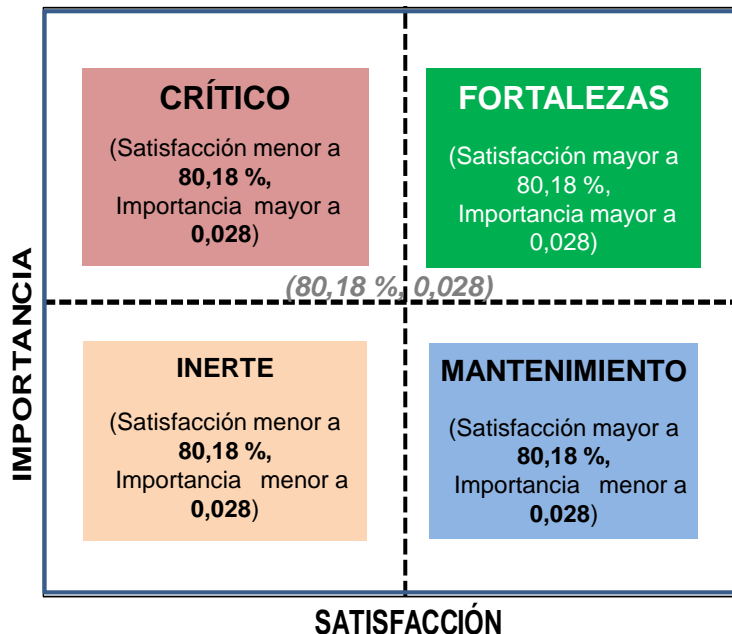 CRÍTICO
(Satisfacción menor a
80,18 %,
Importancia mayor a
0,028)
FORTALEZAS
(Satisfacción mayor a
80,18 %,
Importancia mayor a
0,028)
(80,18 %, 0,028)
IMPORTANCIA
INERTE
(Satisfacción menor a
80,18 %,
Importancia menor a
0,028)
MANTENIMIENTO
(Satisfacción mayor a
80,18 %,
Importancia menor a
0,028)
SATISFACCIÓN